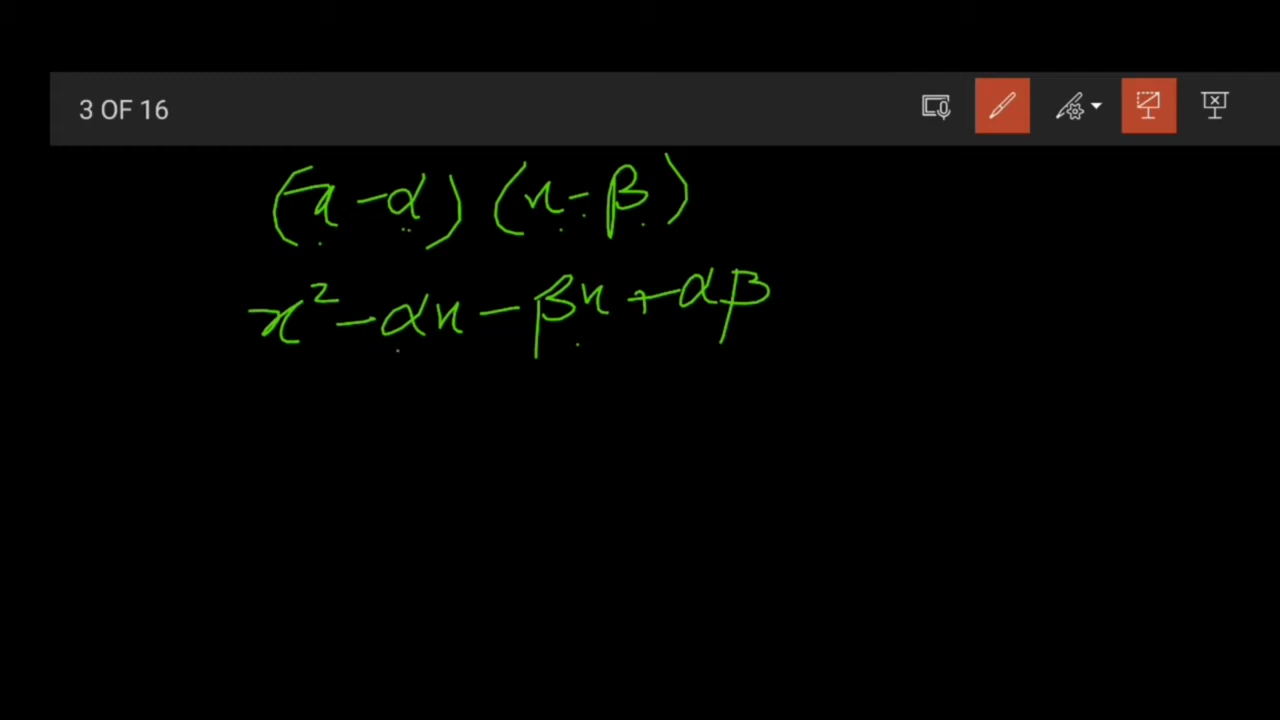 3 OF 16
(x - α) (x - β)
x² - αx - βx + αβ